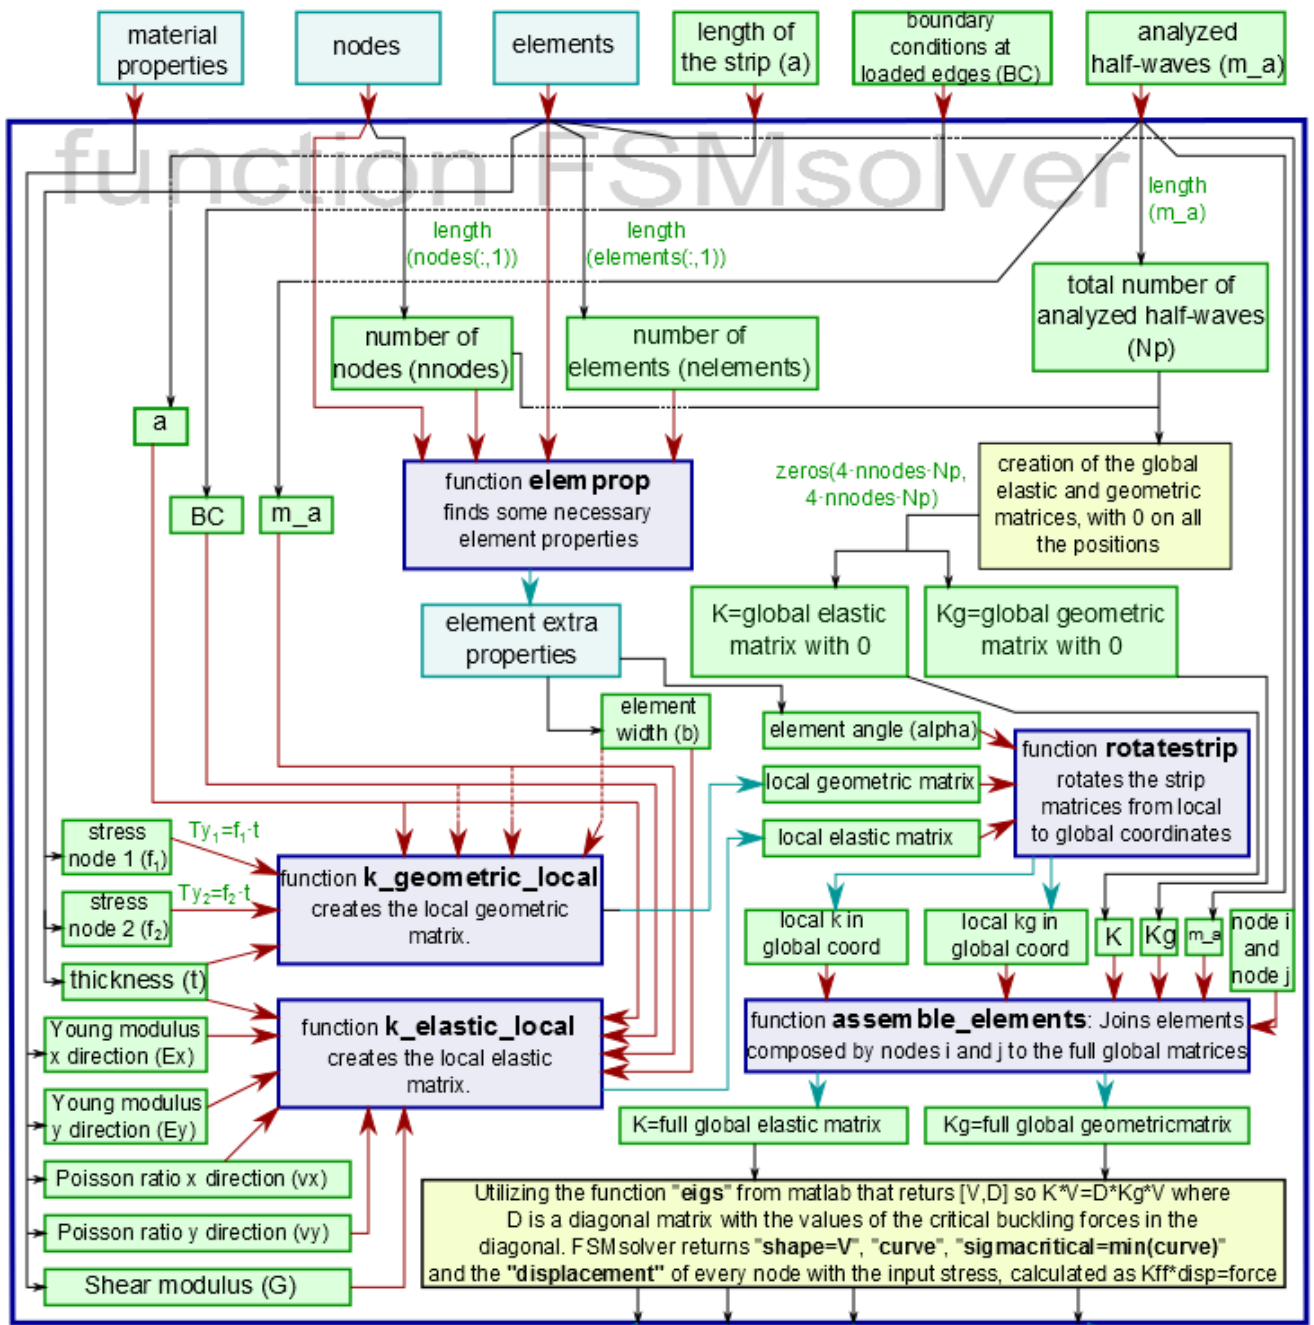 material
properties
nodes
elements
length of
the strip (a)
boundary
conditions at
loaded edges (BC)
analyzed
half-waves (m_a)
function FSMsolver
length
(m_a)
length
(nodes(:,1))
length
(elements(:,1))
total number of
analyzed half-waves
(Np)
number of
nodes (nnodes)
number of
elements (nelements)
a
BC
m_a
function elemprop
finds some necessary
element properties
zeros(4·nnodes·Np,
4·nnodes·Np)
creation of the global
elastic and geometric
matrices, with 0 on all
the positions
K=global elastic
matrix with 0
Kg=global geometric
matrix with 0
element extra
properties
element
width (b)
element angle (alpha)
local geometric matrix
local elastic matrix
function rotatestrip
rotates the strip
matrices from local
to global coordinates
stress
node 1 (f₁)
Ty₁=f₁·t
stress
node 2 (f₂)
Ty₂=f₂·t
thickness (t)
function k_geometric_local
creates the local geometric
matrix.
local k in
global coord
local kg in
global coord
K
Kg
m_a
node i
and
node j
Young modulus
x direction (Ex)
Young modulus
y direction (Ey)
Poisson ratio x direction (vx)
Poisson ratio y direction (vy)
Shear modulus (G)
function k_elastic_local
creates the local elastic
matrix.
function assemble_elements: Joins elements
composed by nodes i and j to the full global matrices
K=full global elastic matrix
Kg=full global geometricmatrix
Utilizing the function "eigs" from matlab that returs [V,D] so K*V=D*Kg*V where
D is a diagonal matrix with the values of the critical buckling forces in the
diagonal. FSMsolver returns "shape=V", "curve", "sigmacritical=min(curve)"
and the "displacement" of every node with the input stress, calculated as Kff*disp=force